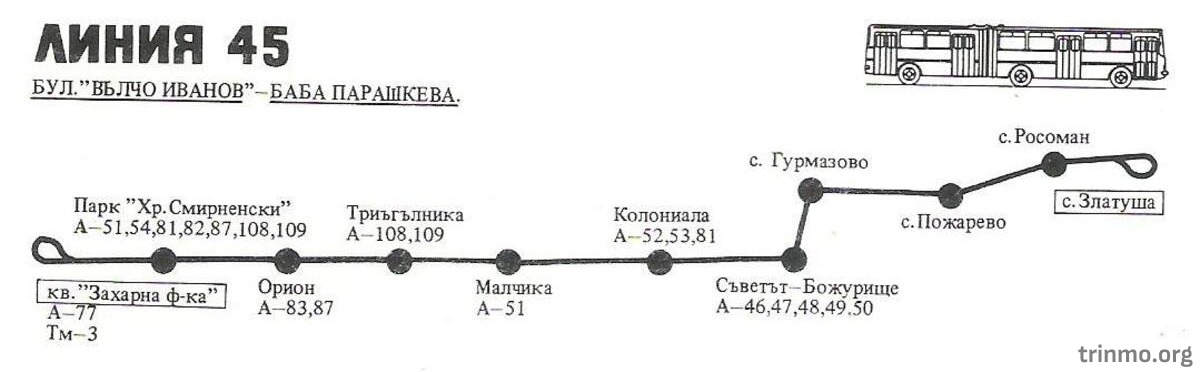 ЛИНИЯ 45
БУЛ."ВЪЛЧО ИВАНОВ"–БАБА ПАРАШКЕВА.
с. Росоман
с. Гурмазово
с. Златуша
с. Пожарево
Парк "Хр. Смирненски"
А–51,54,81,82,87,108,109
Триъгълника
А–108,109
Колониала
А–52,53,81
кв. "Захарна ф-ка"
А–77
Тм–3
Орион
А–83,87
Малчика
А–51
Съветът–Божурище
А–46,47,48,49.50
trinmo.org